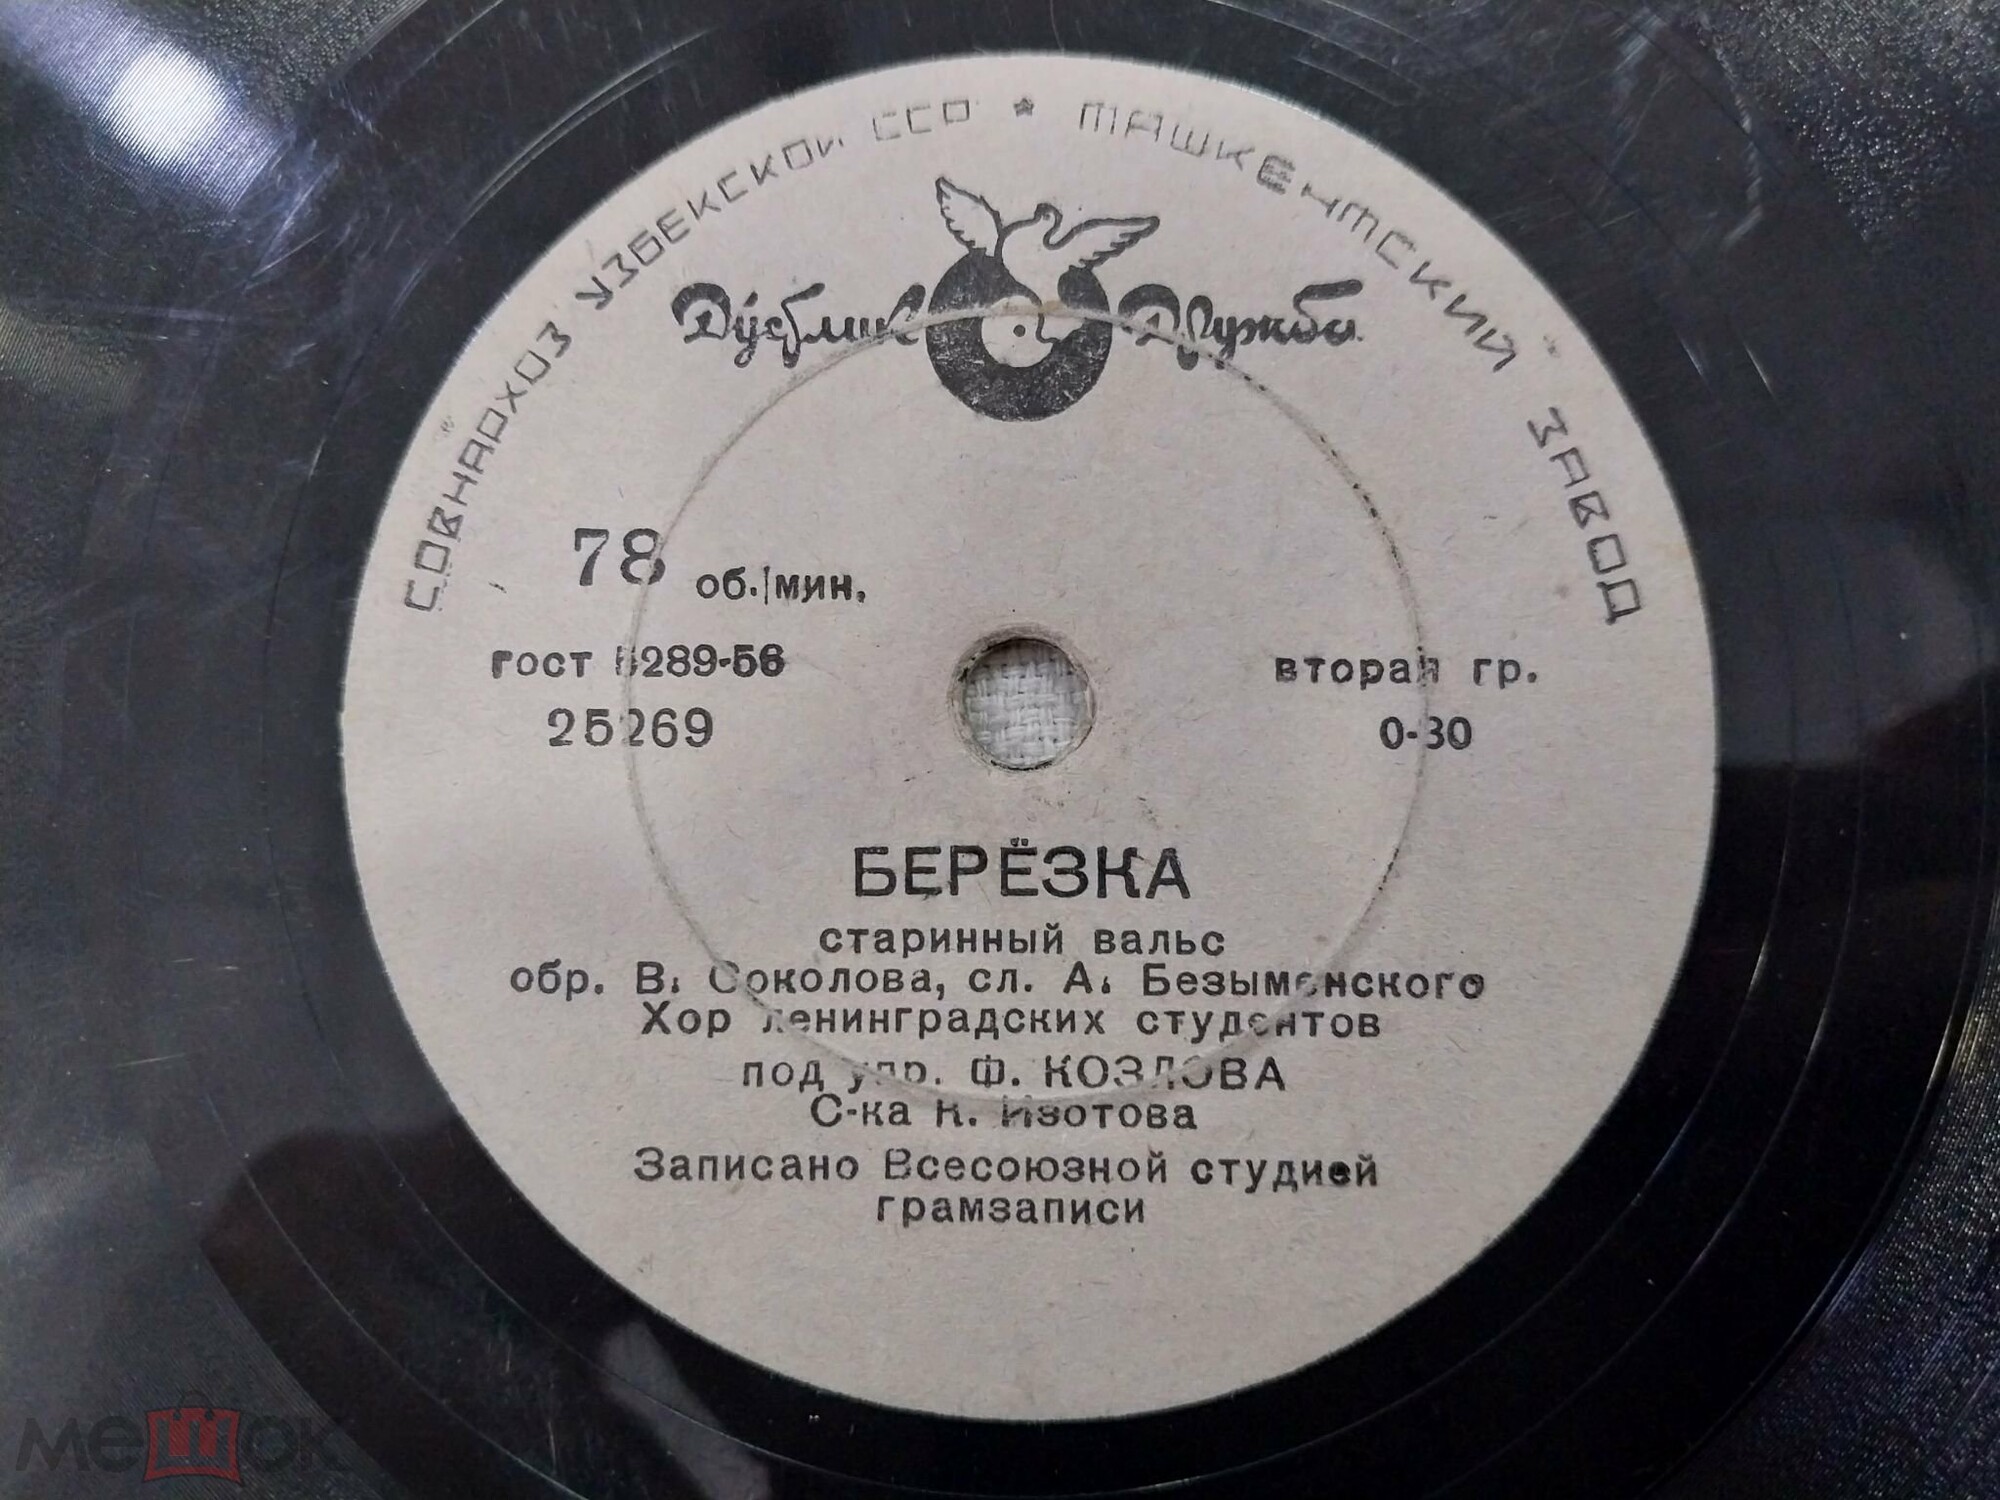 СОВНАРХОЗ УЗБЕКСКОЙ ССР ★ ТАШКЕНТСКИЙ ЗАВОД
Дўстлик Дружба
78 об./мин.
гост 5289-56
25269
вторая гр.
0-30
БЕРЁЗКА
старинный вальс
обр. В. Соколова, сл. А. Безыменского
Хор ленинградских студентов
под упр. Ф. КОЗЛОВА
С-ка К. Изотова
Записано Всесоюзной студией
грамзаписи
мешок